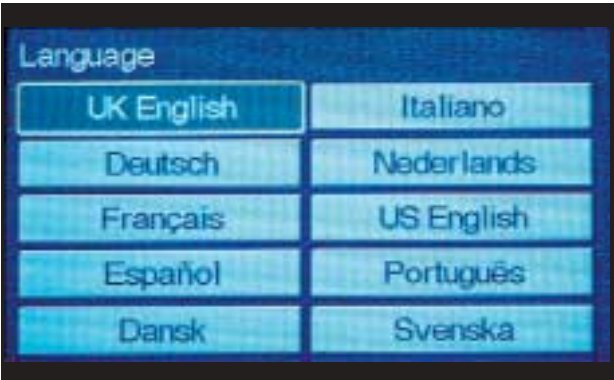 Language
UK English
Italiano
Deutsch
Nederlands
Français
US English
Español
Português
Dansk
Svenska